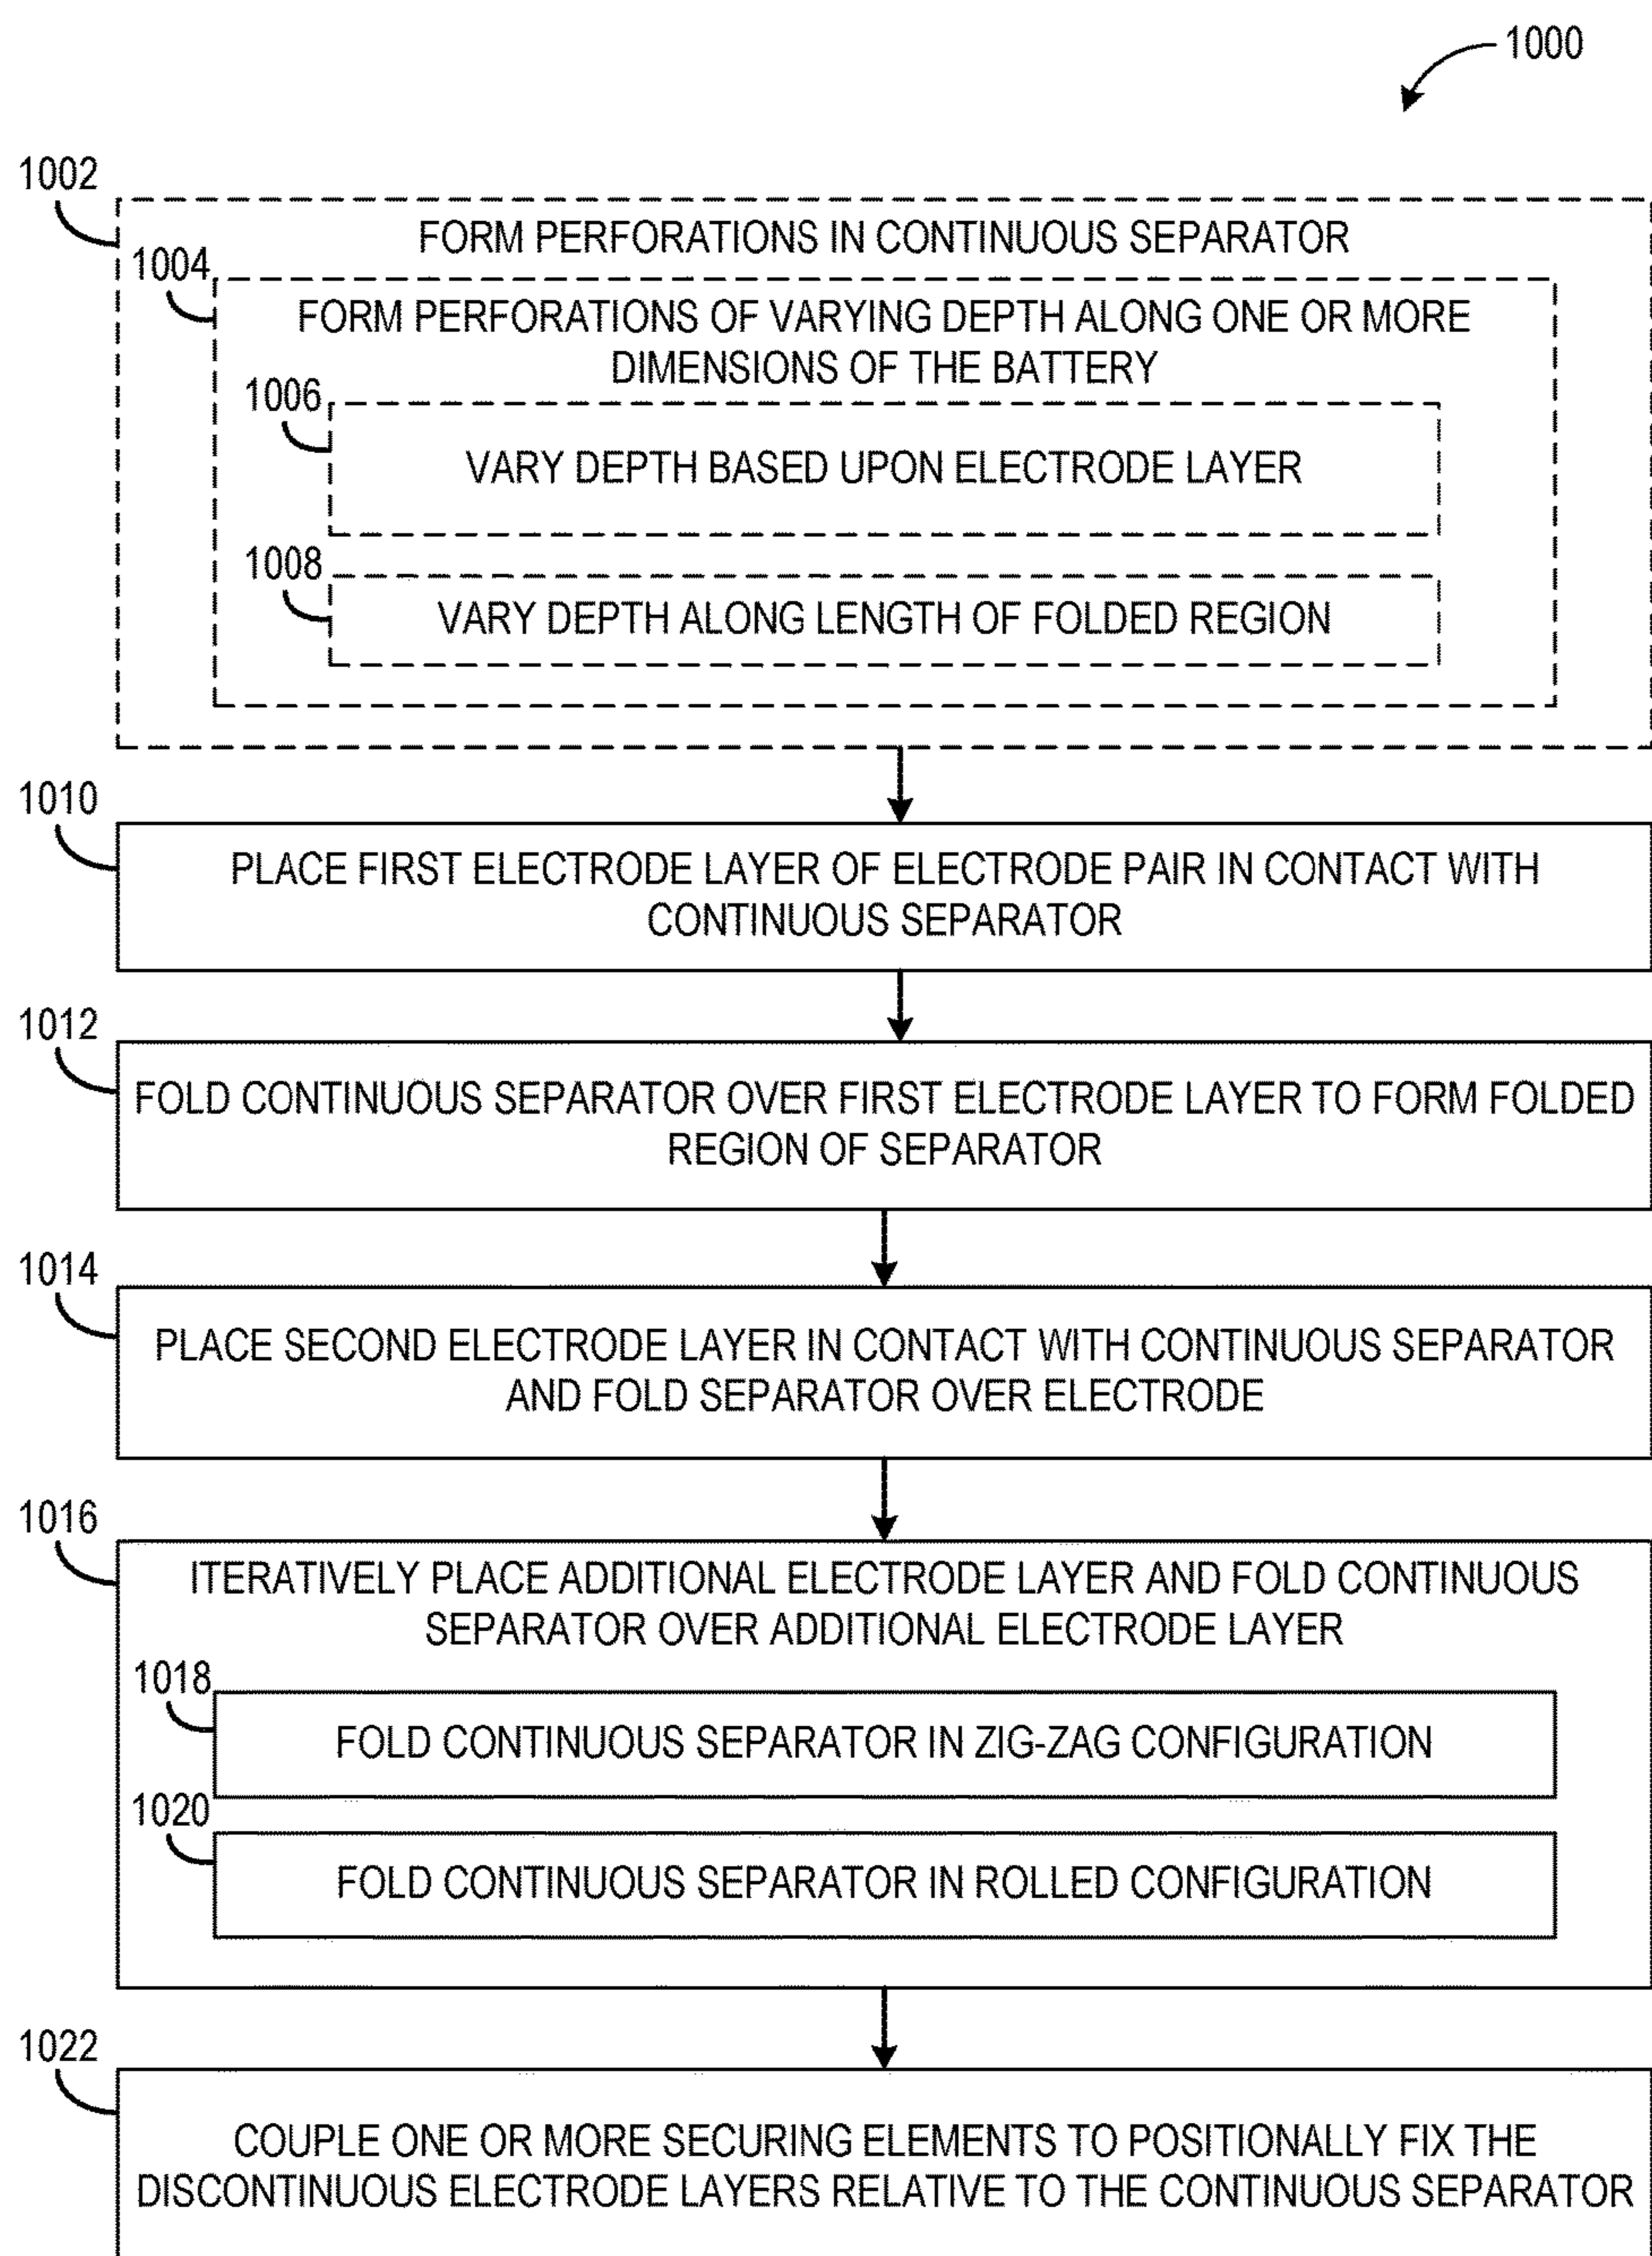 1000
1002
FORM PERFORATIONS IN CONTINUOUS SEPARATOR
1004
FORM PERFORATIONS OF VARYING DEPTH ALONG ONE OR MORE
DIMENSIONS OF THE BATTERY
1006
VARY DEPTH BASED UPON ELECTRODE LAYER
1008
VARY DEPTH ALONG LENGTH OF FOLDED REGION
1010
PLACE FIRST ELECTRODE LAYER OF ELECTRODE PAIR IN CONTACT WITH
CONTINUOUS SEPARATOR
1012
FOLD CONTINUOUS SEPARATOR OVER FIRST ELECTRODE LAYER TO FORM FOLDED
REGION OF SEPARATOR
1014
PLACE SECOND ELECTRODE LAYER IN CONTACT WITH CONTINUOUS SEPARATOR
AND FOLD SEPARATOR OVER ELECTRODE
1016
ITERATIVELY PLACE ADDITIONAL ELECTRODE LAYER AND FOLD CONTINUOUS
SEPARATOR OVER ADDITIONAL ELECTRODE LAYER
1018
FOLD CONTINUOUS SEPARATOR IN ZIG-ZAG CONFIGURATION
1020
FOLD CONTINUOUS SEPARATOR IN ROLLED CONFIGURATION
1022
COUPLE ONE OR MORE SECURING ELEMENTS TO POSITIONALLY FIX THE
DISCONTINUOUS ELECTRODE LAYERS RELATIVE TO THE CONTINUOUS SEPARATOR